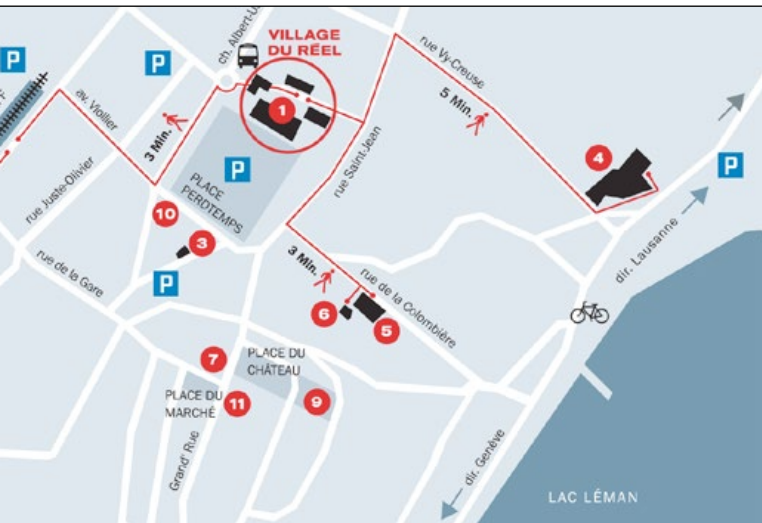 P
P
ch. Albert-U
VILLAGE
DU RÉEL
1
rue Vy-Creuse
5 Min.
av. Viollier
3 Min.
4
P
P
rue Saint-Jean
PLACE
PERDTEMPS
rue Juste-Olivier
10
3
3 Min.
dir. Lausanne
rue de la Gare
P
rue de la Colombière
6
5
7
PLACE DU
CHÂTEAU
PLACE DU
MARCHÉ
11
9
Grand' Rue
dir. Genève
LAC LÉMAN